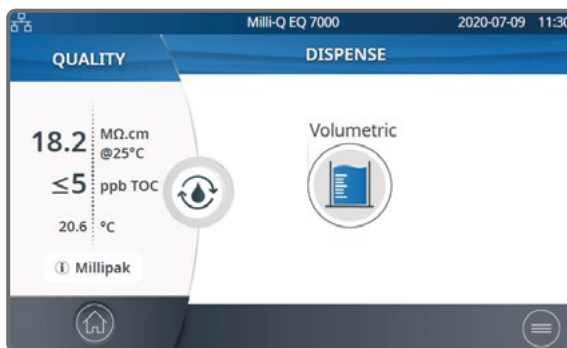 Milli-Q EQ 7000
2020-07-09 11:30
QUALITY
DISPENSE
18.2 MΩ.cm
@25°C
≤5 ppb TOC
20.6 °C
Millipak
Volumetric